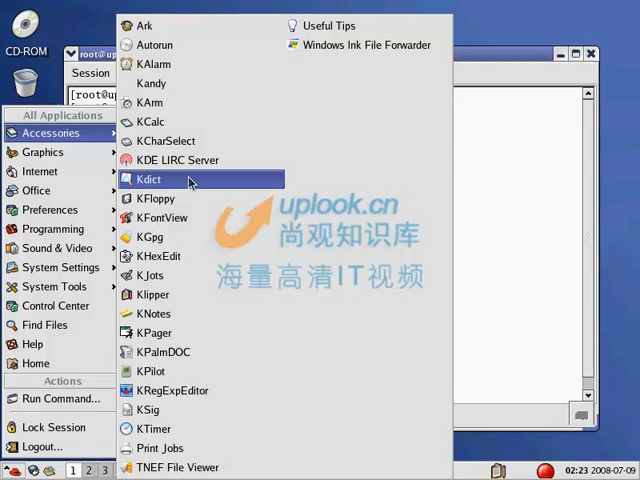 CD-ROM
root@up
Session
[root@up
All Applications
Accessories
Graphics
Internet
Office
Preferences
Programming
Sound & Video
System Settings
System Tools
Control Center
Find Files
Help
Home
Actions
Run Command...
Lock Session
Logout...
Ark
Autorun
KAlarm
Kandy
KArm
KCalc
KCharSelect
KDE LIRC Server
Kdict
KFloppy
KFontView
KGpg
KHexEdit
KJots
Klipper
KNotes
KPager
KPalmDOC
KPilot
KRegExpEditor
KSig
KTimer
Print Jobs
TNEF File Viewer
Useful Tips
Windows Ink File Forwarder
uplook.cn
尚观知识库
海量高清IT视频
1 2 3
02:23 2008-07-09